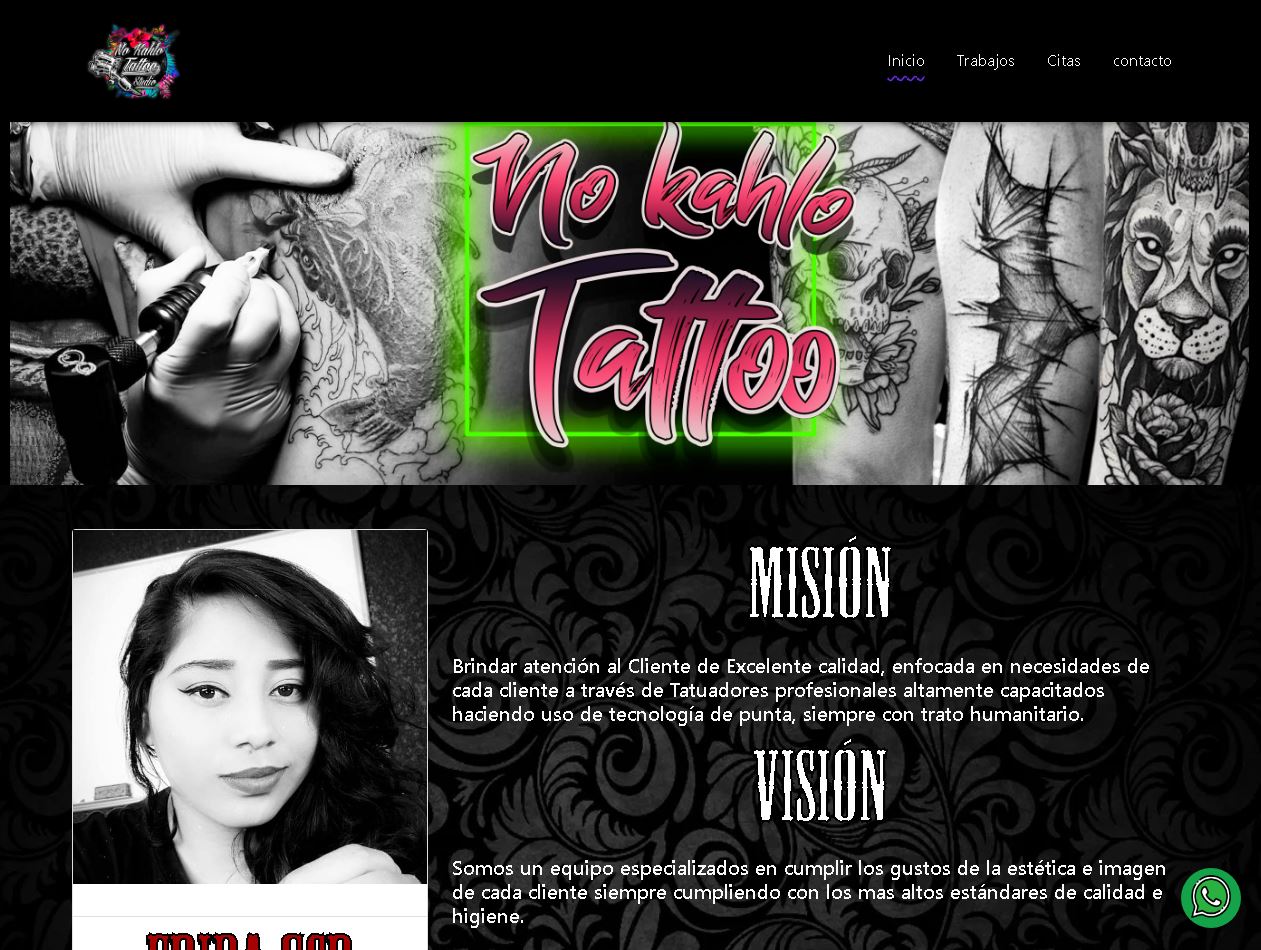 No Kahlo
Tattoo
Studio
Inicio
Trabajos
Citas
contacto
No kahlo
Tattoo
MISIÓN
Brindar atención al Cliente de Excelente calidad, enfocada en necesidades de
cada cliente a través de Tatuadores profesionales altamente capacitados
haciendo uso de tecnología de punta, siempre con trato humanitario.
VISIÓN
Somos un equipo especializados en cumplir los gustos de la estética e imagen
de cada cliente siempre cumpliendo con los mas altos estándares de calidad e
higiene.